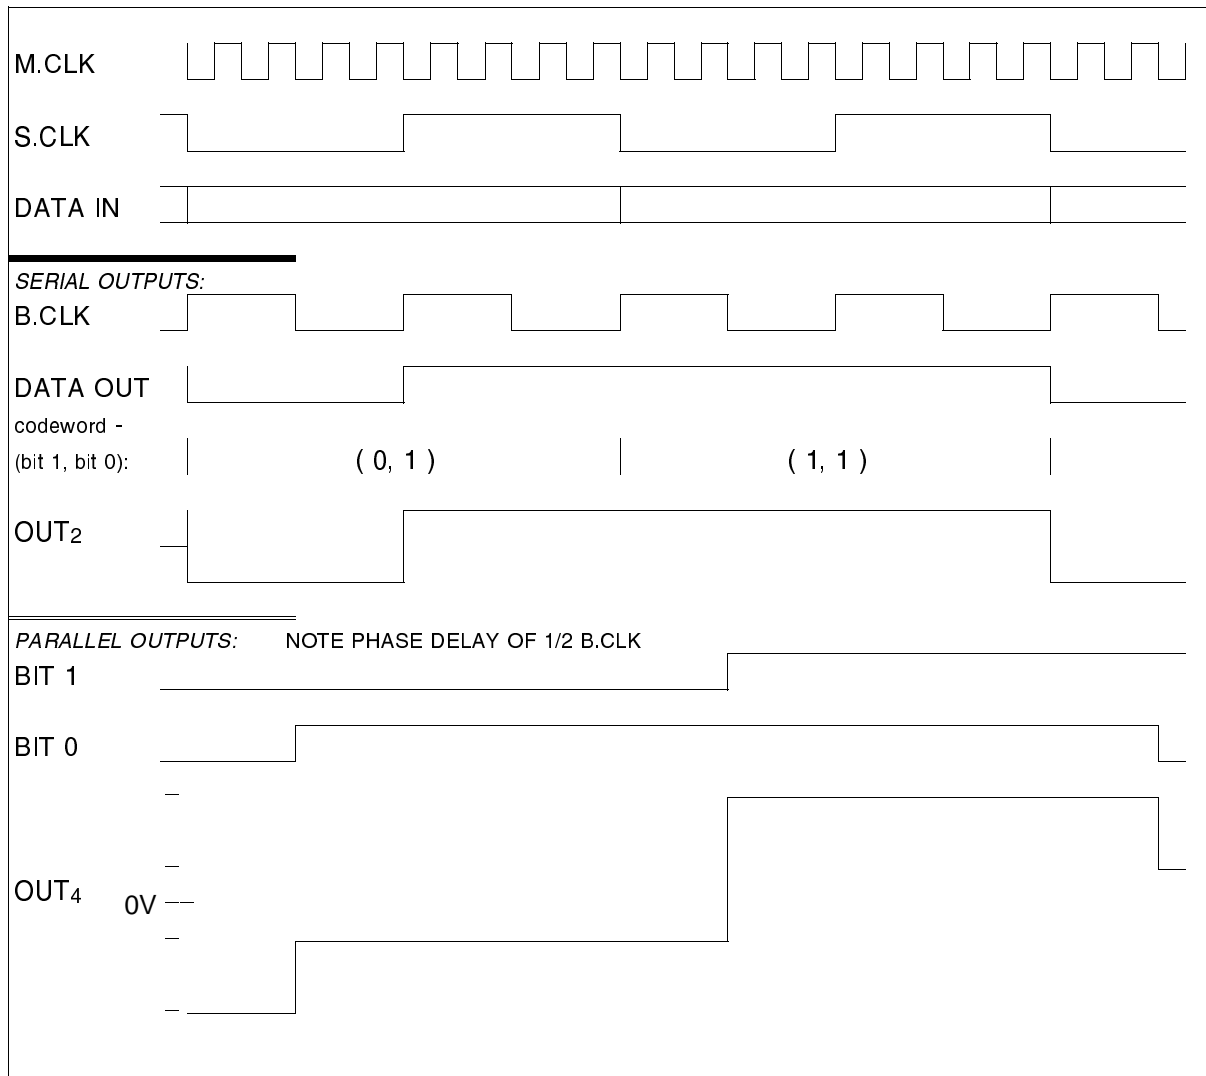 M.CLK
S.CLK
DATA IN
SERIAL OUTPUTS:
B.CLK
DATA OUT
codeword -
(bit 1, bit 0): ( 0, 1 ) ( 1, 1 )
OUT2
PARALLEL OUTPUTS: NOTE PHASE DELAY OF 1/2 B.CLK
BIT 1
BIT 0
OUT4 0V